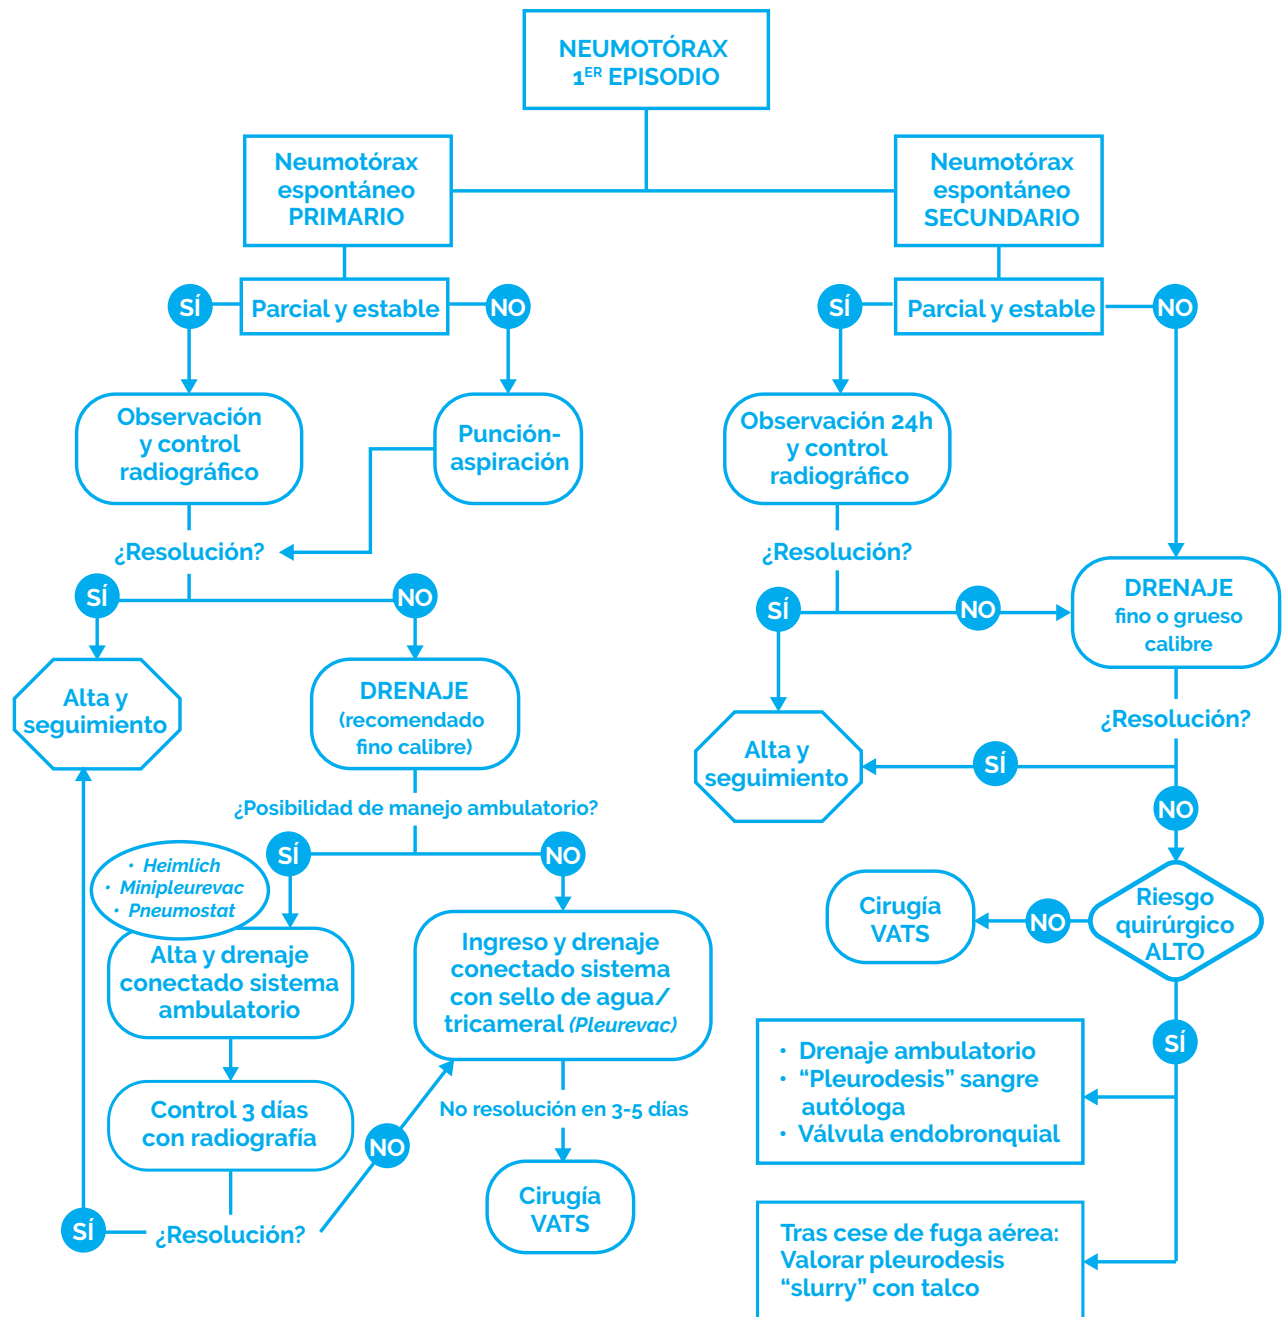 NEUMOTÓRAX
1ER EPISODIO
Neumotórax
espontáneo
PRIMARIO
Neumotórax
espontáneo
SECUNDARIO
SÍ
Parcial y estable
NO
SÍ
Parcial y estable
NO
Observación
y control
radiográfico
Punción-
aspiración
Observación 24h
y control
radiográfico
¿Resolución?
¿Resolución?
SÍ
NO
SÍ
NO
DRENAJE
fino o grueso
calibre
Alta y
seguimiento
DRENAJE
(recomendado
fino calibre)
¿Resolución?
Alta y
seguimiento
SÍ
NO
¿Posibilidad de manejo ambulatorio?
SÍ
NO
· Heimlich
· Minipleurevac
· Pneumostat
Alta y drenaje
conectado sistema
ambulatorio
Ingreso y drenaje
conectado sistema
con sello de agua/
tricameral (Pleurevac)
Cirugía
VATS
NO
Riesgo
quirúrgico
ALTO
SÍ
· Drenaje ambulatorio
· “Pleurodesis” sangre
autóloga
· Válvula endobronquial
Control 3 días
con radiografía
NO
No resolución en 3-5 días
Cirugía
VATS
SÍ
¿Resolución?
Tras cese de fuga aérea:
Valorar pleurodesis
“slurry” con talco